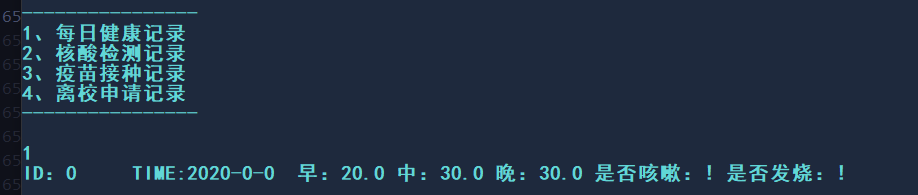 ----------------
1、每日健康记录
2、核酸检测记录
3、疫苗接种记录
4、离校申请记录
----------------
1
ID：0 TIME:2020-0-0 早：20.0 中：30.0 晚：30.0 是否咳嗽：! 是否发烧：!